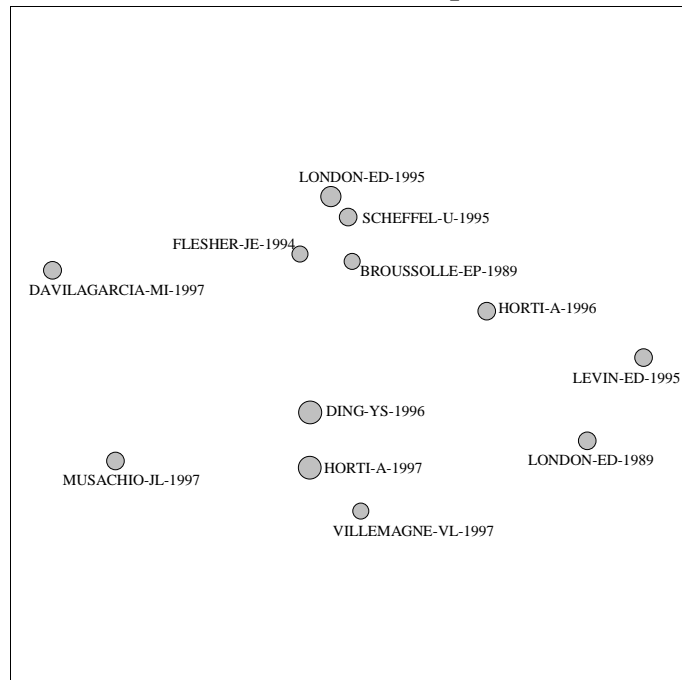 LONDON-ED-1995
SCHEFFEL-U-1995
FLESHER-JE-1994
BROUSSOLLE-EP-1989
DAVILAGARCIA-MI-1997
HORTI-A-1996
LEVIN-ED-1995
DING-YS-1996
LONDON-ED-1989
HORTI-A-1997
MUSACHIO-JL-1997
VILLEMAGNE-VL-1997